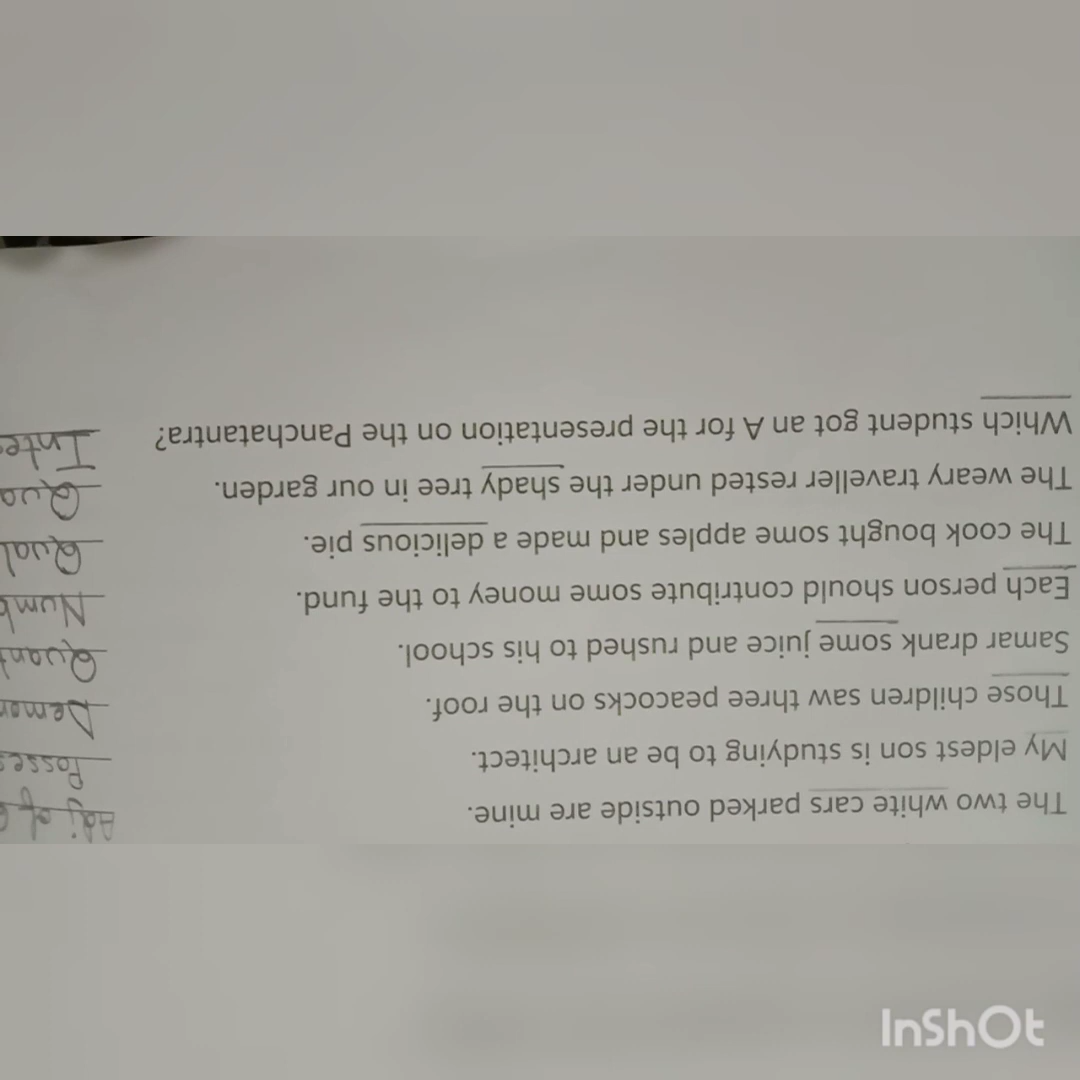 The two white cars parked outside are mine. Adj of
My eldest son is studying to be an architect. Posses
Those children saw three peacocks on the roof. Demon
Samar drank some juice and rushed to his school. Quant
Each person should contribute some money to the fund. Numb
The cook bought some apples and made a delicious pie. Qual
The weary traveller rested under the shady tree in our garden. Qua
Which student got an A for the presentation on the Panchatantra? Inte
InShOt